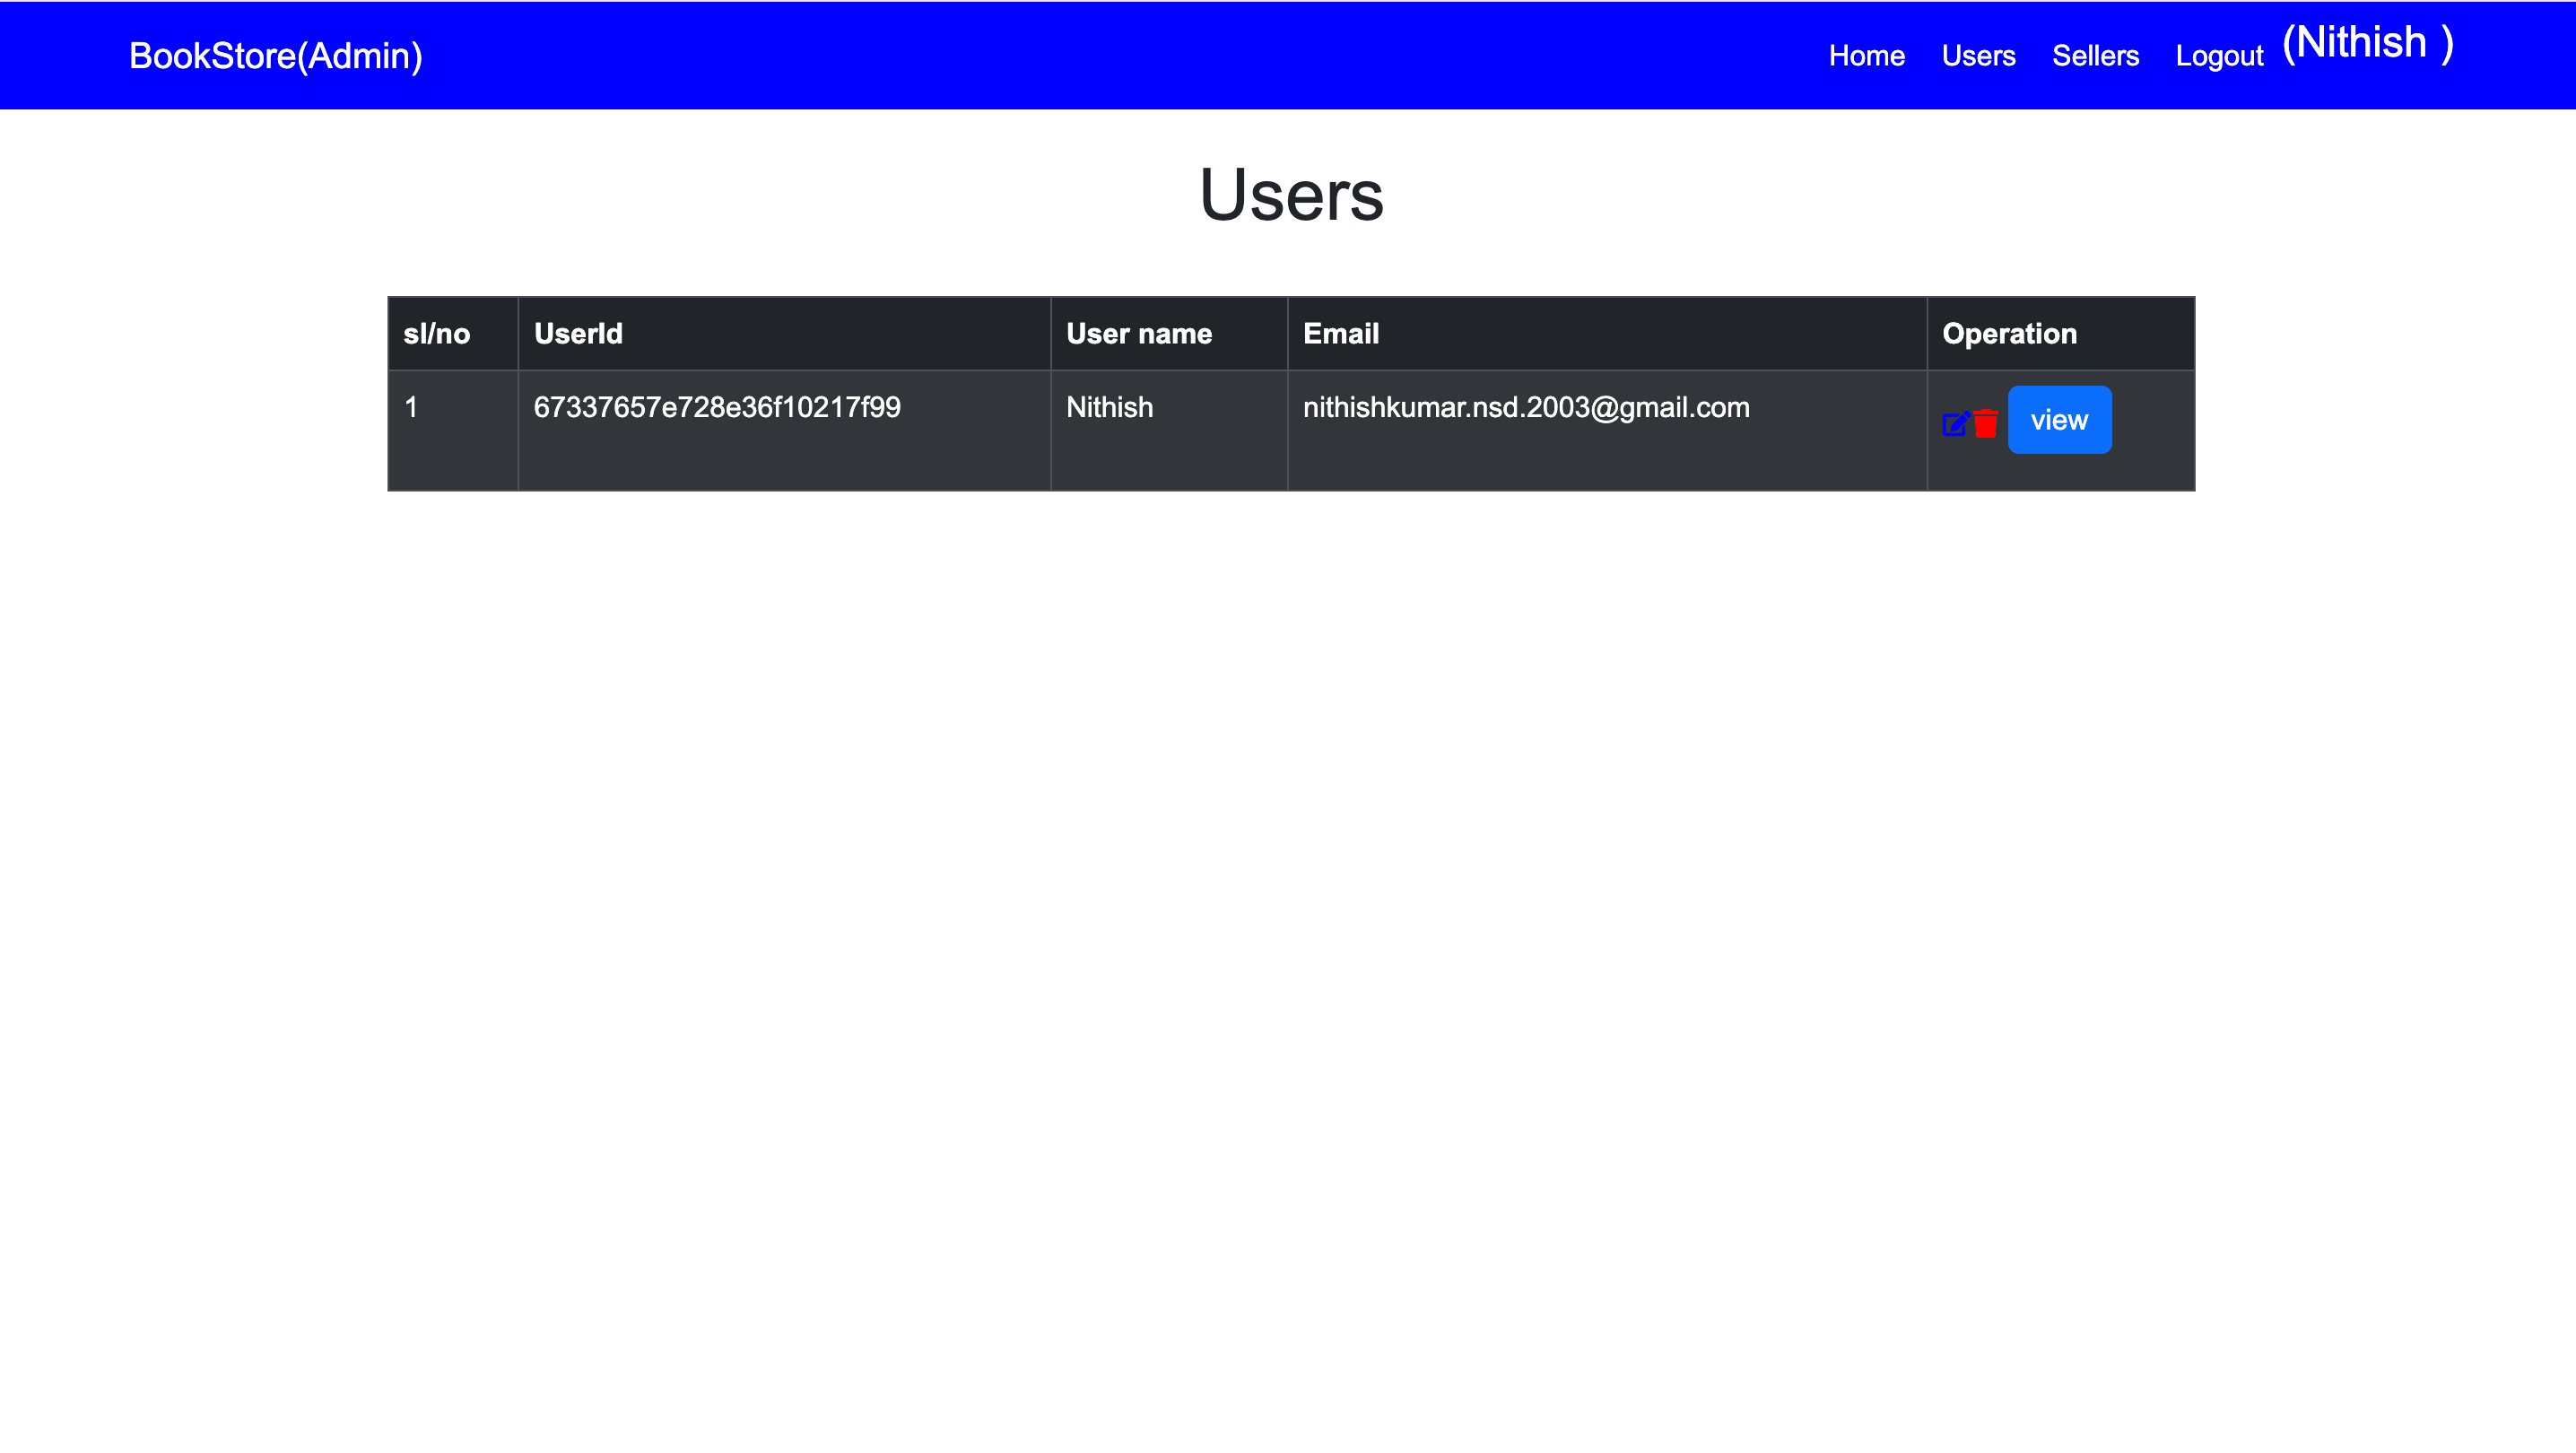 BookStore(Admin) Home Users Sellers Logout (Nithish )
Users
sl/no UserId User name Email Operation
1 67337657e728e36f10217f99 Nithish nithishkumar.nsd.2003@gmail.com view